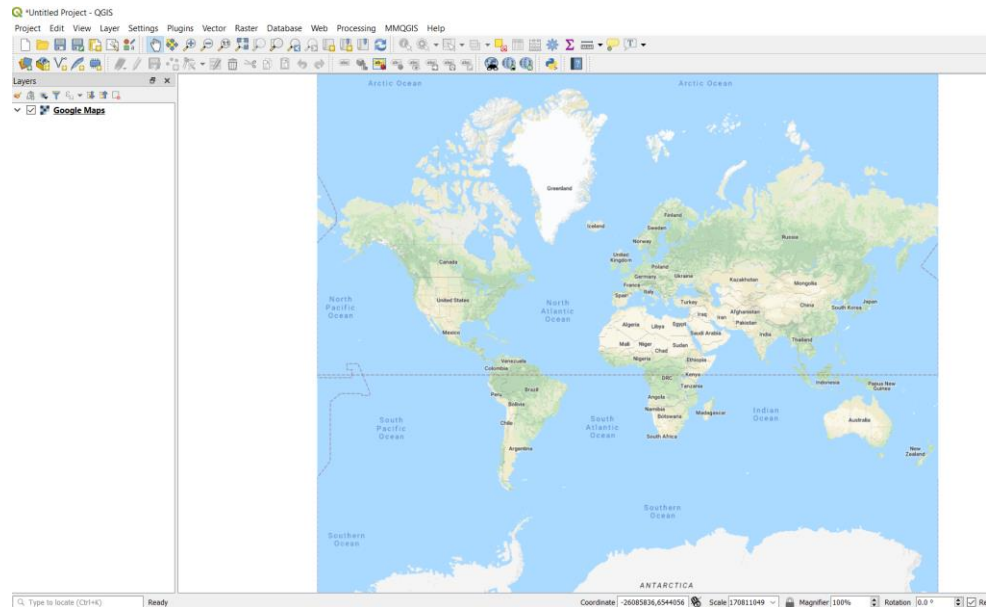 *Untitled Project - QGIS
Project Edit View Layer Settings Plugins Vector Raster Database Web Processing MMQGIS Help
Layers
Google Maps
Arctic Ocean
Arctic Ocean
Greenland
Iceland
Finland
Sweden
Norway
Russia
United
Kingdom
Poland
Germany
Ukraine
France
Italy
Spain
Kazakhstan
Mongolia
Canada
United States
Mexico
North
Pacific
Ocean
North
Atlantic
Ocean
Turkey
Iraq
Iran
Afghanistan
Pakistan
China
South Korea
Japan
Algeria
Libya
Egypt
Saudi Arabia
India
Thailand
Mali
Niger
Chad
Sudan
Nigeria
Ethiopia
Venezuela
Colombia
DRC
Kenya
Tanzania
Indonesia
Papua New
Guinea
Peru
Brazil
Bolivia
Chile
Argentina
Angola
Namibia
Botswana
Madagascar
South Africa
South
Pacific
Ocean
South
Atlantic
Ocean
Indian
Ocean
Australia
New
Zealand
Southern
Ocean
Southern
Ocean
ANTARCTICA
Type to locate (Ctrl+K) Ready Coordinate -26085836,6544056 Scale 170811049 Magnifier 100% Rotation 0.0 ° Re